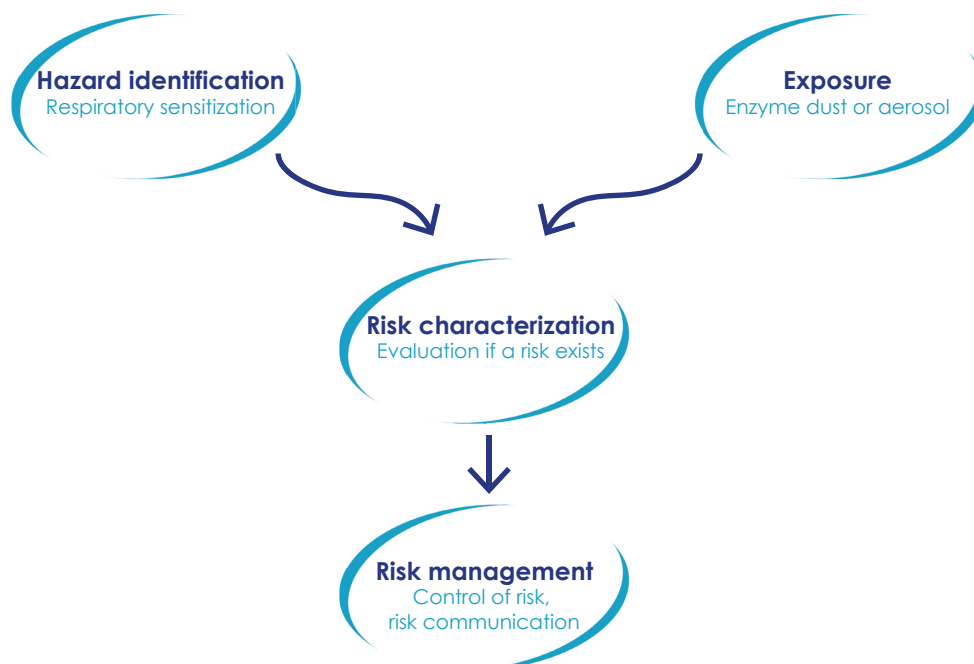 Hazard identification
Respiratory sensitization
Exposure
Enzyme dust or aerosol
Risk characterization
Evaluation if a risk exists
Risk management
Control of risk,
risk communication